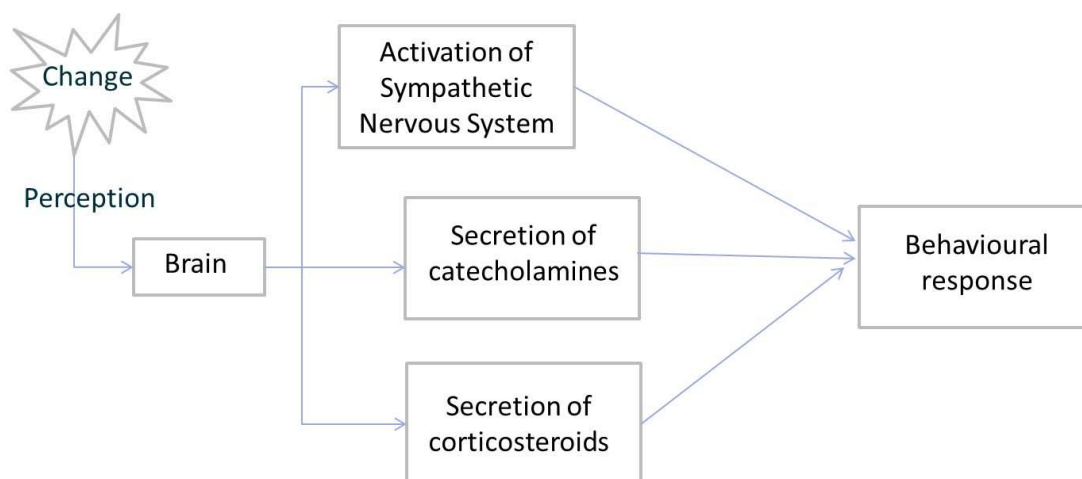 Change
Perception
Brain
Activation of
Sympathetic
Nervous System
Secretion of
catecholamines
Secretion of
corticosteroids
Behavioural
response